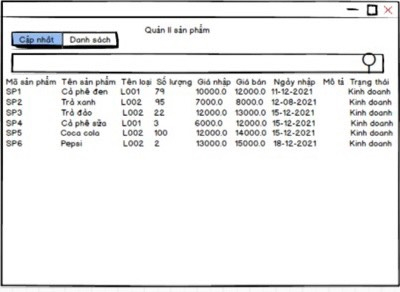 Quản lí sản phẩm
Cập nhất Danh sách
Mã sản phẩm Tên sản phẩm Tên loại Số lượng Giá nhập Giá bán Ngày nhập Mô tả Trạng thái
SP1 Cà phê đen L001 79 10000.0 12000.0 11-12-2021 Kinh doanh
SP2 Trà xanh L002 95 7000.0 8000.0 12-08-2021 Kinh doanh
SP3 Trà đào L002 22 12000.0 13000.0 15-12-2021 Kinh doanh
SP4 Cà phê sữa L001 3 6000.0 12000.0 15-12-2021 Kinh doanh
SP5 Coca cola L002 100 12000.0 14000.0 15-12-2021 Kinh doanh
SP6 Pepsi L002 2 13000.0 15000.0 18-12-2021 Kinh doanh